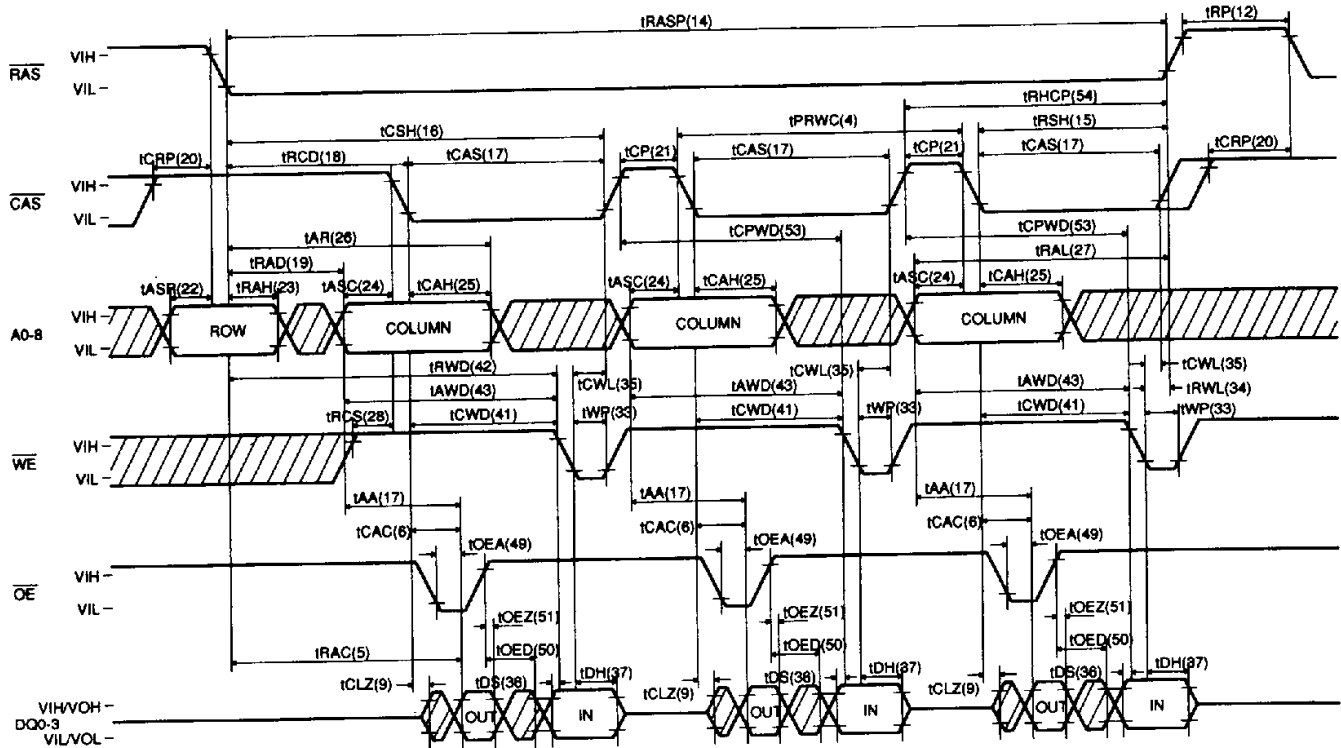 tRASP(14) tRP(12)
RAS VIH
VIL
tRHCP(54)
tCSH(16) tPRWC(4) tRSH(15)
tCRP(20) tRCD(18) tCAS(17) tCP(21) tCAS(17) tCP(21) tCAS(17) tCRP(20)
CAS VIH
VIL
tAR(26) tCPWD(53) tCPWD(53)
tRAD(19) tRAL(27)
tASR(22) tRAH(23) tASC(24) tCAH(25) tASC(24) tCAH(25) tASC(24) tCAH(25)
A0-8 VIH ROW COLUMN COLUMN COLUMN
VIL
tRWD(42) tCWL(35) tCWL(35) tCWL(35)
tAWD(43) tAWD(43) tAWD(43) tRWL(34)
tRCS(28) tCWD(41) tWP(33) tCWD(41) tWP(33) tCWD(41) tWP(33)
WE VIH
VIL
tAA(17) tAA(17) tAA(17)
tCAC(6) tCAC(6) tCAC(6)
tOEA(49) tOEA(49) tOEA(49)
OE VIH
VIL
tOEZ(51) tOEZ(51) tOEZ(51)
tRAC(5) tOED(50) tOED(50) tOED(50)
tCLZ(9) tDS(36) tDH(37) tCLZ(9) tDS(36) tDH(37) tCLZ(9) tDS(36) tDH(37)
VIH/VOH
DQ0-3 OUT IN OUT IN OUT IN
VIL/VOL